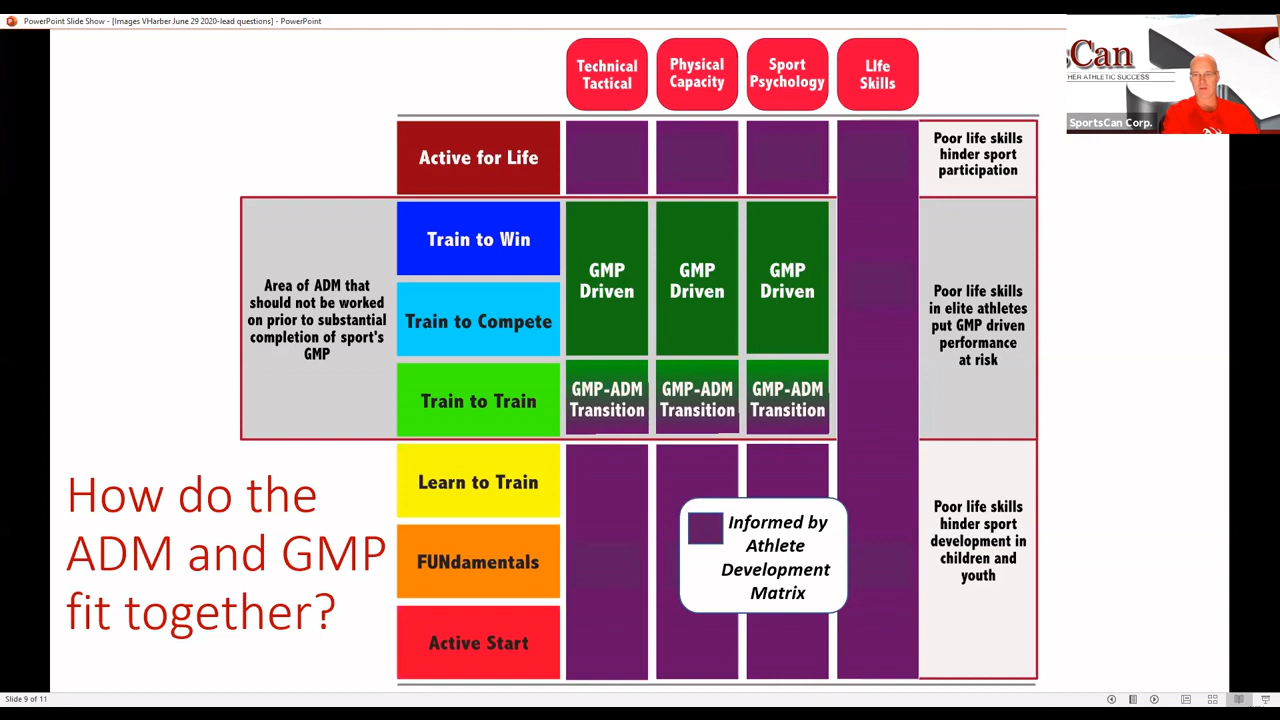 PowerPoint Slide Show - [Images VHarber June 29 2020-lead questions] - PowerPoint
Can
HER ATHLETIC SUCCESS
SportsCan Corp.
Technical
Tactical
Physical
Capacity
Sport
Psychology
LIfe
Skills
Active for Life
Poor life skills
hinder sport
participation
Area of ADM that
should not be worked
on prior to substantial
completion of sport's
GMP
Train to Win
Train to Compete
Train to Train
GMP
Driven
GMP
Driven
GMP
Driven
GMP-ADM
Transition
GMP-ADM
Transition
GMP-ADM
Transition
Poor life skills
in elite athletes
put GMP driven
performance
at risk
How do the
ADM and GMP
fit together?
Learn to Train
FUNdamentals
Active Start
Informed by
Athlete
Development
Matrix
Poor life skills
hinder sport
development in
children and
youth
Slide 9 of 11